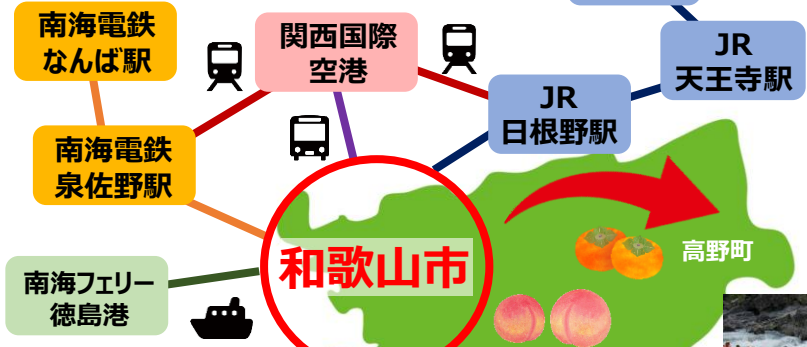 南海電鉄
なんば駅
関西国際
空港
JR
天王寺駅
JR
日根野駅
南海電鉄
泉佐野駅
和歌山市
高野町
南海フェリー
徳島港